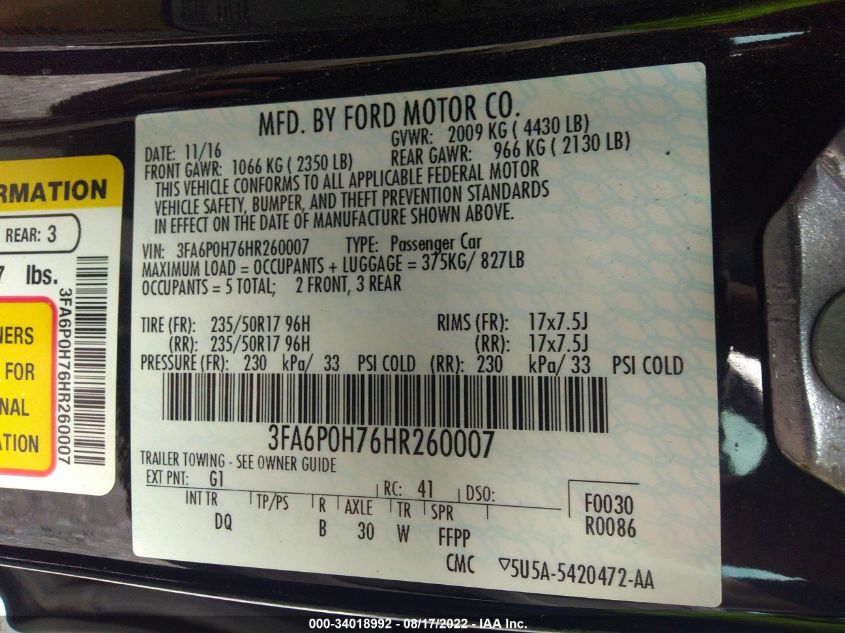 MFD. BY FORD MOTOR CO.
DATE: 11/16 GVWR: 2009 KG ( 4430 LB)
FRONT GAWR: 1066 KG ( 2350 LB) REAR GAWR: 966 KG ( 2130 LB)
THIS VEHICLE CONFORMS TO ALL APPLICABLE FEDERAL MOTOR
VEHICLE SAFETY, BUMPER, AND THEFT PREVENTION STANDARDS
IN EFFECT ON THE DATE OF MANUFACTURE SHOWN ABOVE.
VIN: 3FA6P0H76HR260007 TYPE: Passenger Car
MAXIMUM LOAD = OCCUPANTS + LUGGAGE = 375KG/ 827LB
OCCUPANTS = 5 TOTAL; 2 FRONT, 3 REAR
TIRE (FR): 235/50R17 96H RIMS (FR): 17x7.5J
(RR): 235/50R17 96H (RR): 17x7.5J
PRESSURE (FR): 230 kPa/ 33 PSI COLD (RR): 230 kPa/ 33 PSI COLD
3FA6P0H76HR260007
TRAILER TOWING - SEE OWNER GUIDE
EXT PNT: G1 RC: 41 DSO:
INT TR TP/PS R AXLE TR SPR
DQ B 30 W FFPP
F0030
R0086
CMC ▽5U5A-5420472-AA
RMATION
REAR: 3
7 lbs.
NERS
FOR
NAL
ATION
3FA6P0H76HR260007
000-34018992 - 08/17/2022 - IAA Inc.